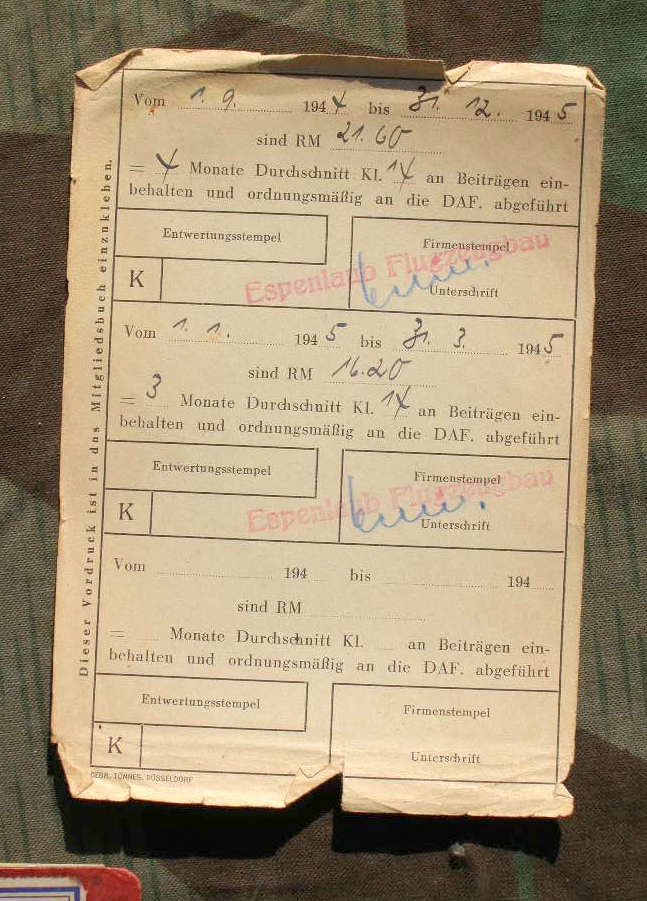 Dieser Vordruck ist in das Mitgliedsbuch einzukleben.
Vom 1. 9. 1944 bis 31. 12. 1945
sind RM 21.60
= 4 Monate Durchschnitt Kl. 14 an Beiträgen ein-
behalten und ordnungsmäßig an die DAF. abgeführt
Entwertungsstempel
Firmenstempel
Espenlaub Flugzeugbau
K
Unterschrift
Vom 1. 1. 1945 bis 31. 3. 1945
sind RM 16.20
= 3 Monate Durchschnitt Kl. 14 an Beiträgen ein-
behalten und ordnungsmäßig an die DAF. abgeführt
Entwertungsstempel
Firmenstempel
Espenlaub Flugzeugbau
K
Unterschrift
Vom 194 bis 194
sind RM
= Monate Durchschnitt Kl. an Beiträgen ein-
behalten und ordnungsmäßig an die DAF. abgeführt
Entwertungsstempel
Firmenstempel
K
Unterschrift
GEBR. TÖNNES, DÜSSELDORF